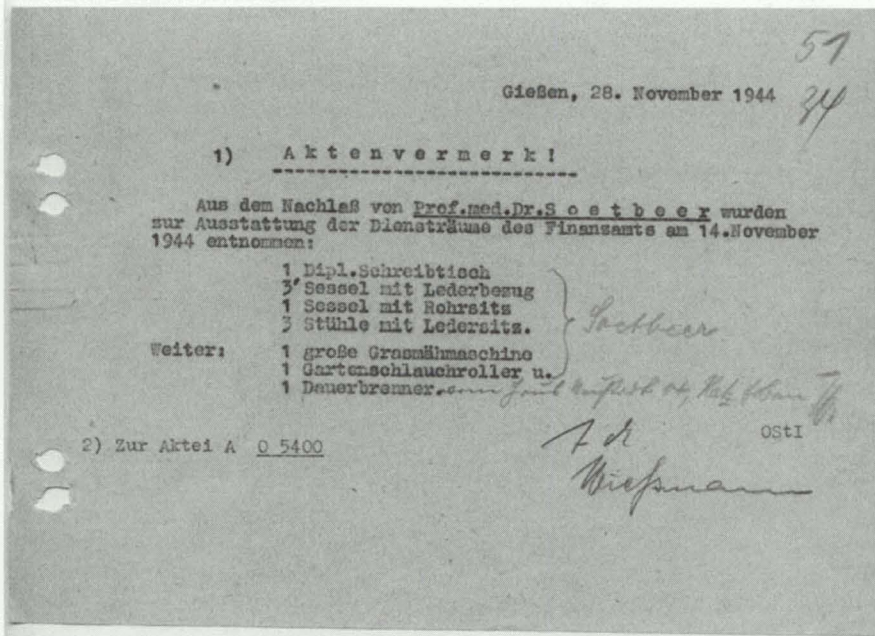 51
34
Gießen, 28. November 1944
1) Aktenvermerk!
Aus dem Nachlaß von Prof.med.Dr.Soetbeer wurden
zur Ausstattung der Diensträume des Finanzamts am 14.November
1944 entnommen:
1 Dipl.Schreibtisch
3 Sessel mit Lederbezug
1 Sessel mit Rohrsitz
3 Stühle mit Ledersitz.
Soetbeer
Weiter: 1 große Grasmähmaschine
1 Gartenschlauchroller u.
1 Dauerbrenner.
OStI
2) Zur Aktei A O 5400